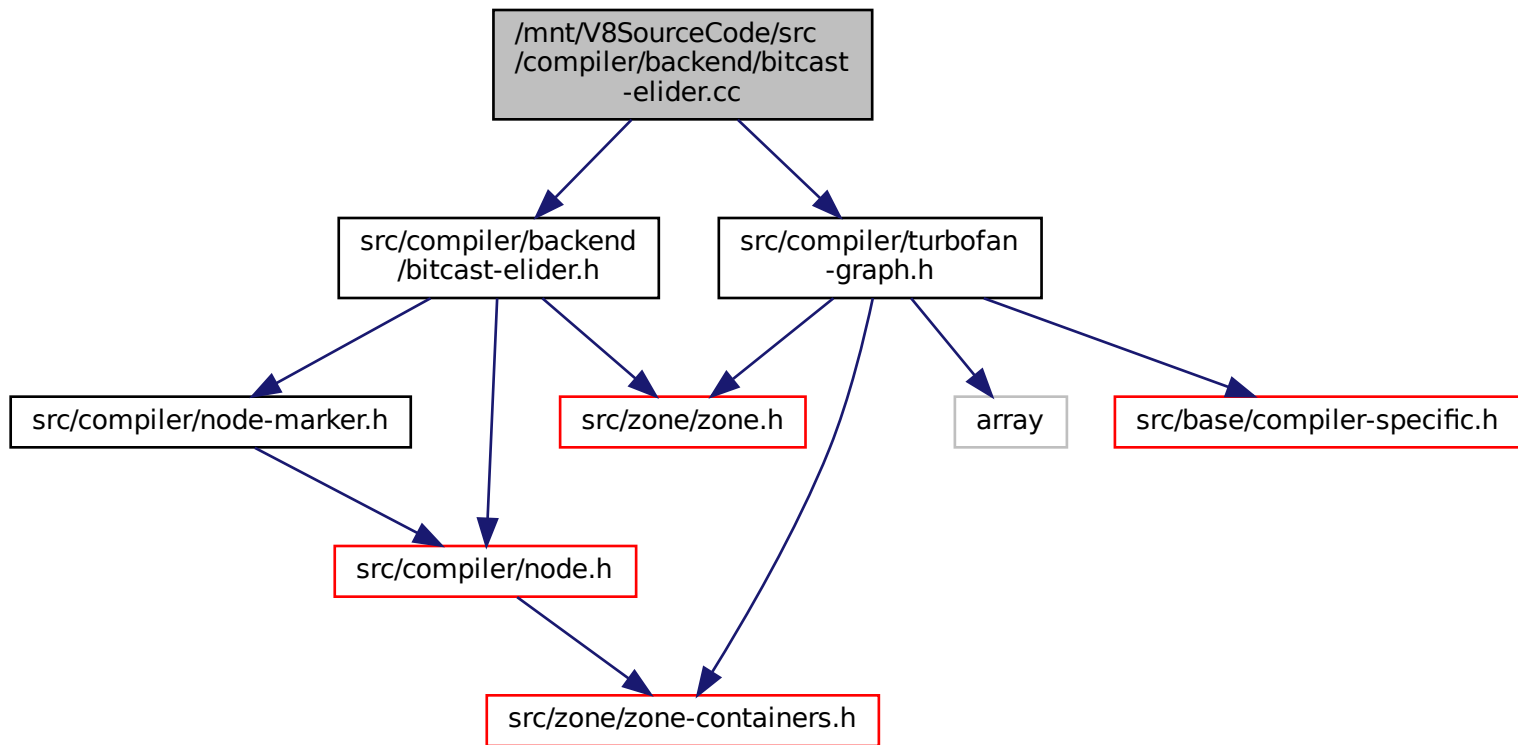 /mnt/V8SourceCode/src
/compiler/backend/bitcast
-elider.cc
src/compiler/backend
/bitcast-elider.h
src/compiler/turbofan
-graph.h
src/compiler/node-marker.h
src/zone/zone.h
array
src/base/compiler-specific.h
src/compiler/node.h
src/zone/zone-containers.h